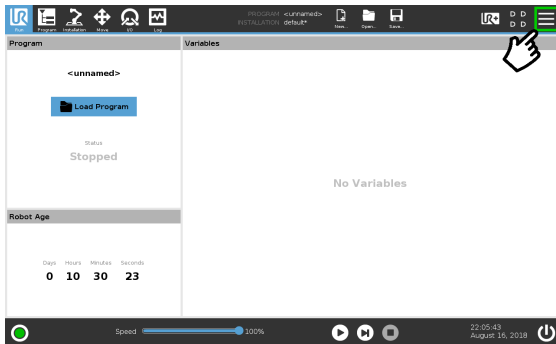 UR
Run
Program
Installation
Move
I/O
Log
PROGRAM <unnamed>
INSTALLATION default*
New...
Open...
Save...
UR+
D D
D D
Program
<unnamed>
Load Program
Status
Stopped
Variables
No Variables
Robot Age
Days Hours Minutes Seconds
0 10 30 23
Speed 100%
22:05:43
August 16, 2018